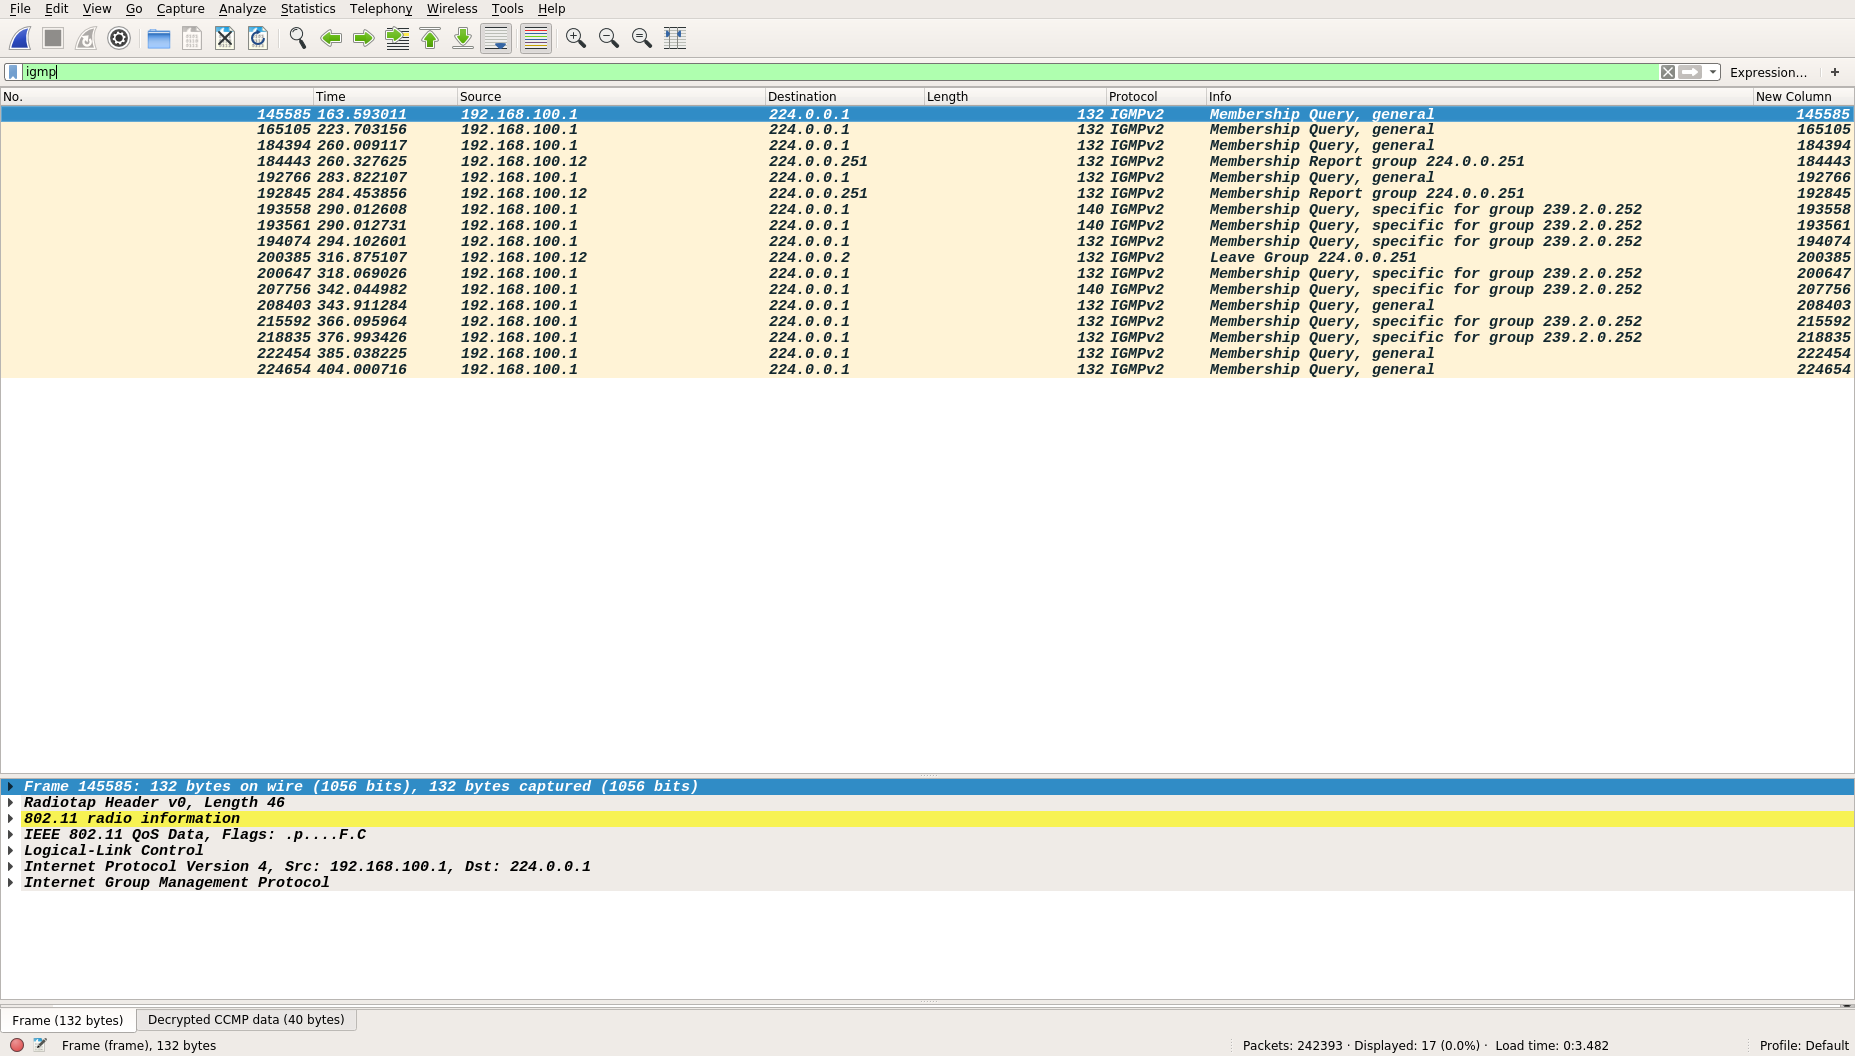 File Edit View Go Capture Analyze Statistics Telephony Wireless Tools Help
igmp Expression... +
No. Time Source Destination Length Protocol Info New Column
145585 163.593011 192.168.100.1 224.0.0.1 132 IGMPv2 Membership Query, general 145585
165105 223.703156 192.168.100.1 224.0.0.1 132 IGMPv2 Membership Query, general 165105
184394 260.009117 192.168.100.1 224.0.0.1 132 IGMPv2 Membership Query, general 184394
184443 260.327625 192.168.100.12 224.0.0.251 132 IGMPv2 Membership Report group 224.0.0.251 184443
192766 283.822107 192.168.100.1 224.0.0.1 132 IGMPv2 Membership Query, general 192766
192845 284.453856 192.168.100.12 224.0.0.251 132 IGMPv2 Membership Report group 224.0.0.251 192845
193558 290.012608 192.168.100.1 224.0.0.1 140 IGMPv2 Membership Query, specific for group 239.2.0.252 193558
193561 290.012731 192.168.100.1 224.0.0.1 140 IGMPv2 Membership Query, specific for group 239.2.0.252 193561
194074 294.102601 192.168.100.1 224.0.0.1 132 IGMPv2 Membership Query, specific for group 239.2.0.252 194074
200385 316.875107 192.168.100.12 224.0.0.2 132 IGMPv2 Leave Group 224.0.0.251 200385
200647 318.069026 192.168.100.1 224.0.0.1 132 IGMPv2 Membership Query, specific for group 239.2.0.252 200647
207756 342.044982 192.168.100.1 224.0.0.1 140 IGMPv2 Membership Query, specific for group 239.2.0.252 207756
208403 343.911284 192.168.100.1 224.0.0.1 132 IGMPv2 Membership Query, general 208403
215592 366.095964 192.168.100.1 224.0.0.1 132 IGMPv2 Membership Query, specific for group 239.2.0.252 215592
218835 376.993426 192.168.100.1 224.0.0.1 132 IGMPv2 Membership Query, specific for group 239.2.0.252 218835
222454 385.038225 192.168.100.1 224.0.0.1 132 IGMPv2 Membership Query, general 222454
224654 404.000716 192.168.100.1 224.0.0.1 132 IGMPv2 Membership Query, general 224654
Frame 145585: 132 bytes on wire (1056 bits), 132 bytes captured (1056 bits)
Radiotap Header v0, Length 46
802.11 radio information
IEEE 802.11 QoS Data, Flags: .p....F.C
Logical-Link Control
Internet Protocol Version 4, Src: 192.168.100.1, Dst: 224.0.0.1
Internet Group Management Protocol
Frame (132 bytes) Decrypted CCMP data (40 bytes)
Frame (frame), 132 bytes Packets: 242393 · Displayed: 17 (0.0%) · Load time: 0:3.482 Profile: Default